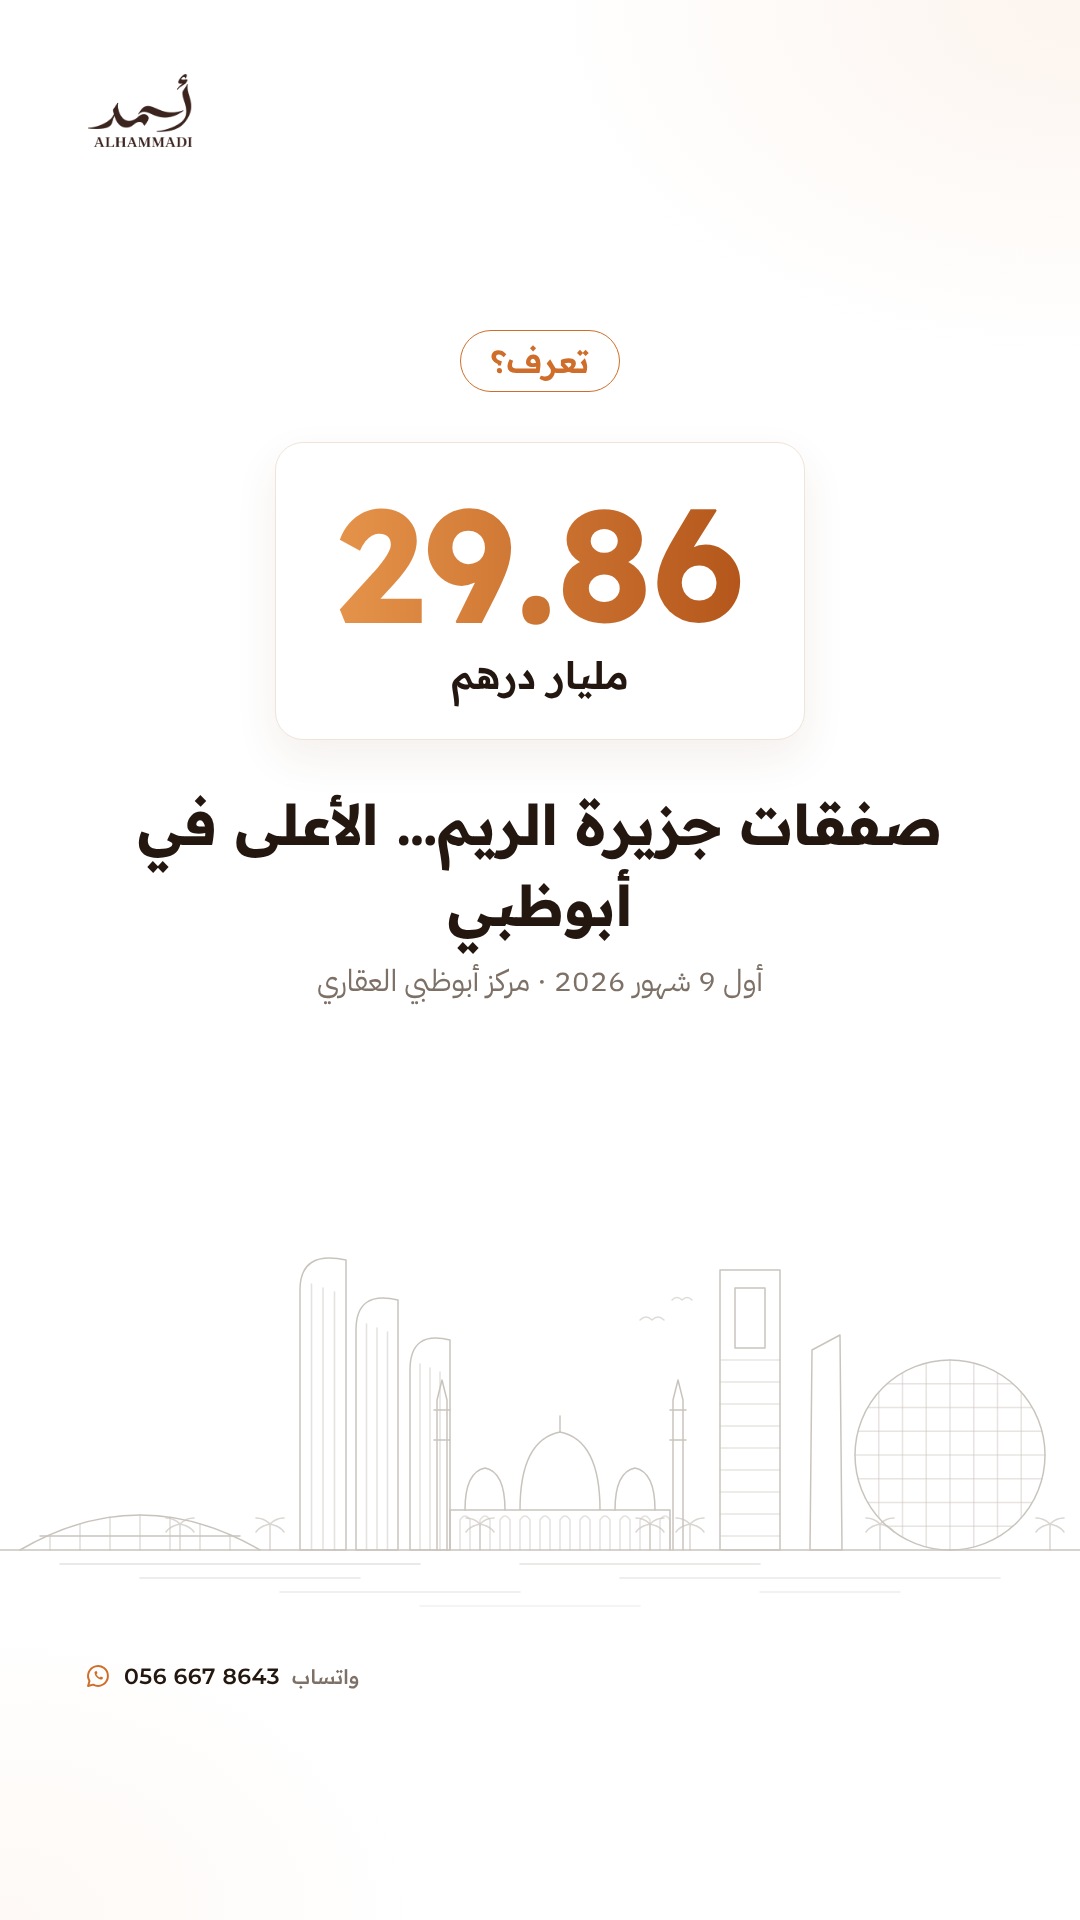 أحمد
ALHAMMADI
تعرف؟
29.86
مليار درهم
صفقات جزيرة الريم... الأعلى في
أبوظبي
أول 9 شهور 2026 · مركز أبوظبي العقاري
واتساب 056 667 8643